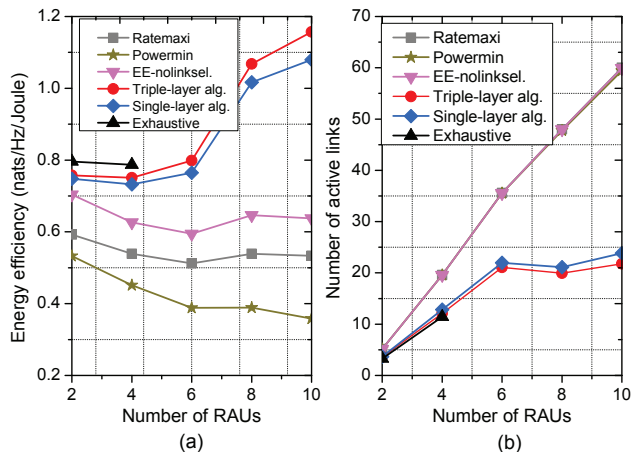 Energy efficiency (nats/Hz/Joule)
1.2
1.0
0.8
0.6
0.4
0.2
Ratemaxi
Powermin
EE-nolinksel.
Triple-layer alg.
Single-layer alg.
Exhaustive
2 4 6 8 10
Number of RAUs
(a)
Number of active links
70
60
50
40
30
20
10
0
Ratemaxi
Powermin
EE-nolinksel.
Triple-layer alg.
Single-layer alg.
Exhaustive
2 4 6 8 10
Number of RAUs
(b)